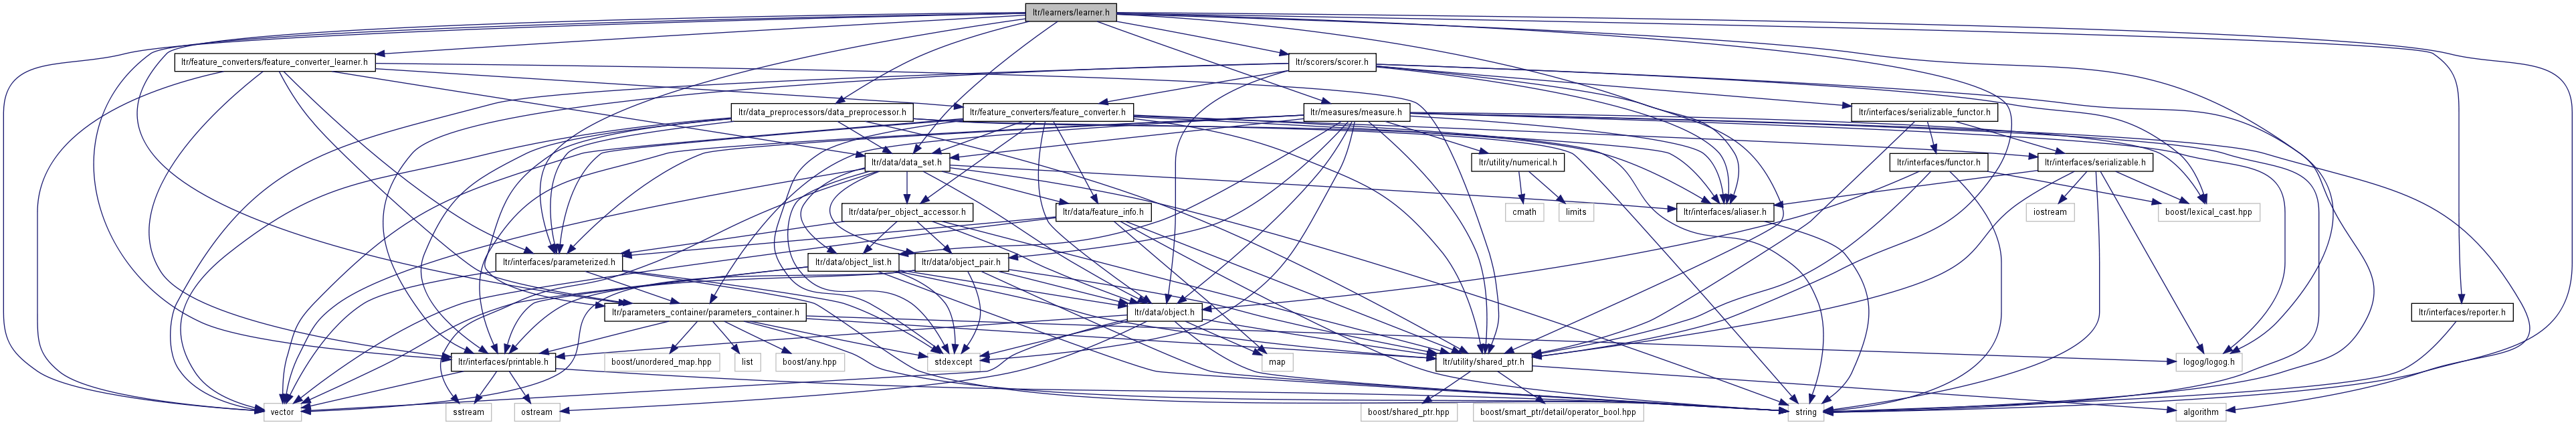 ltr/learners/learner.h
ltr/feature_converters/feature_converter_learner.h
ltr/scorers/scorer.h
ltr/data_preprocessors/data_preprocessor.h
ltr/feature_converters/feature_converter.h
ltr/measures/measure.h
ltr/interfaces/serializable_functor.h
ltr/data/data_set.h
ltr/utility/numerical.h
ltr/interfaces/functor.h
ltr/interfaces/serializable.h
ltr/data/per_object_accessor.h
ltr/data/feature_info.h
cmath
limits
ltr/interfaces/aliaser.h
iostream
boost/lexical_cast.hpp
ltr/interfaces/parameterized.h
ltr/data/object_list.h
ltr/data/object_pair.h
ltr/parameters_container/parameters_container.h
ltr/data/object.h
ltr/interfaces/reporter.h
ltr/interfaces/printable.h
boost/unordered_map.hpp
list
boost/any.hpp
stdexcept
map
ltr/utility/shared_ptr.h
logog/logog.h
vector
sstream
ostream
boost/shared_ptr.hpp
boost/smart_ptr/detail/operator_bool.hpp
string
algorithm